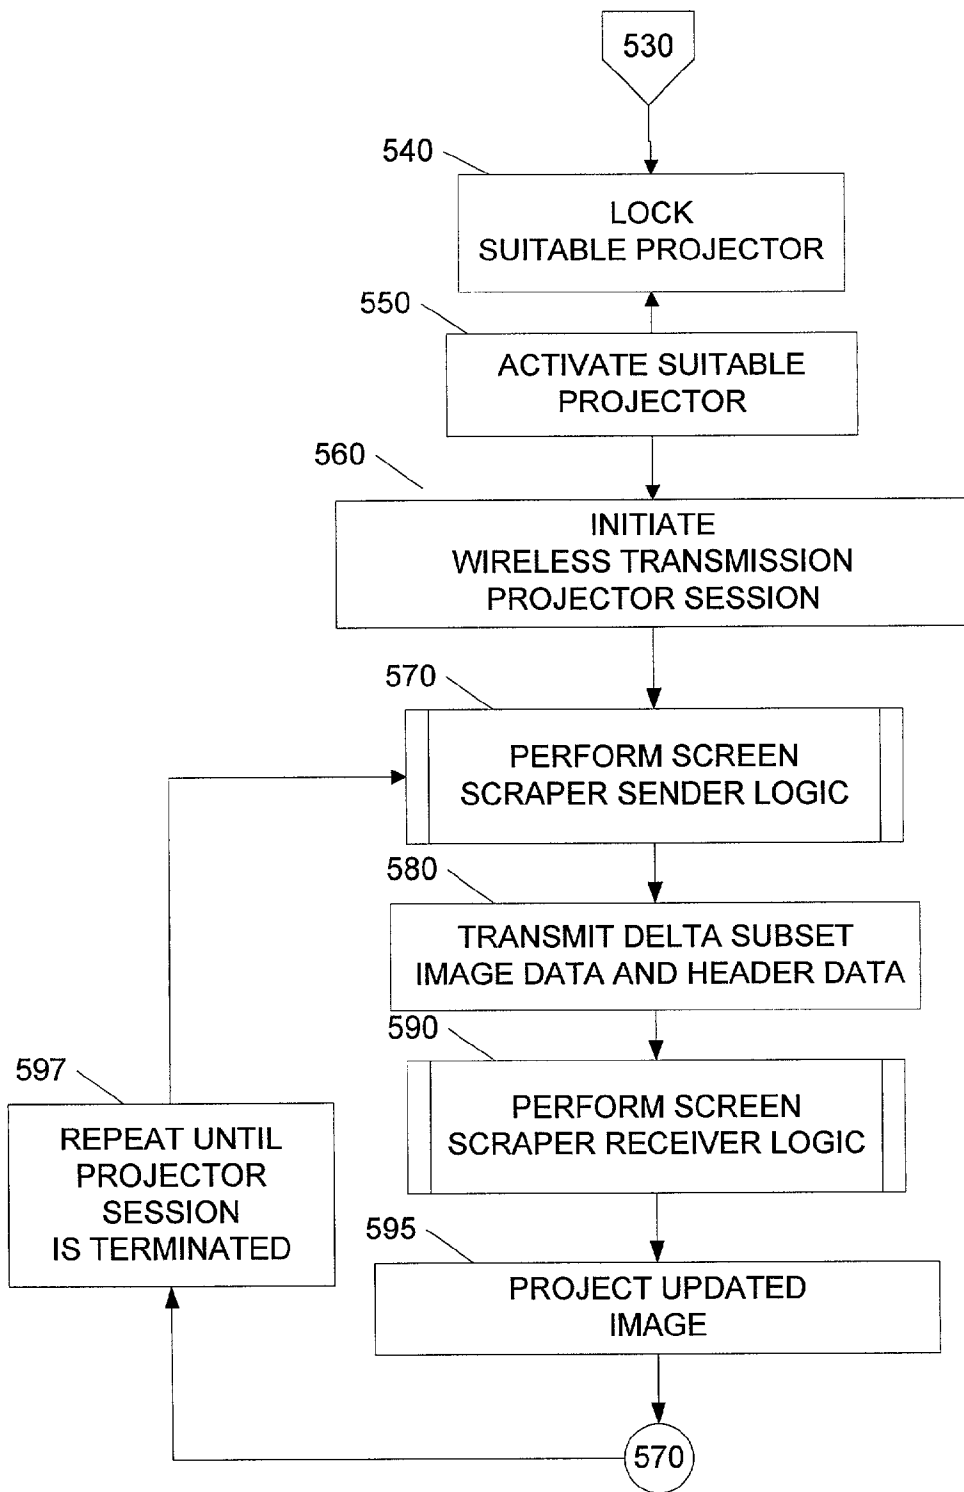 530
540
LOCK
SUITABLE PROJECTOR
550
ACTIVATE SUITABLE
PROJECTOR
560
INITIATE
WIRELESS TRANSMISSION
PROJECTOR SESSION
570
PERFORM SCREEN
SCRAPER SENDER LOGIC
580
TRANSMIT DELTA SUBSET
IMAGE DATA AND HEADER DATA
590
PERFORM SCREEN
SCRAPER RECEIVER LOGIC
595
PROJECT UPDATED
IMAGE
570
597
REPEAT UNTIL
PROJECTOR
SESSION
IS TERMINATED